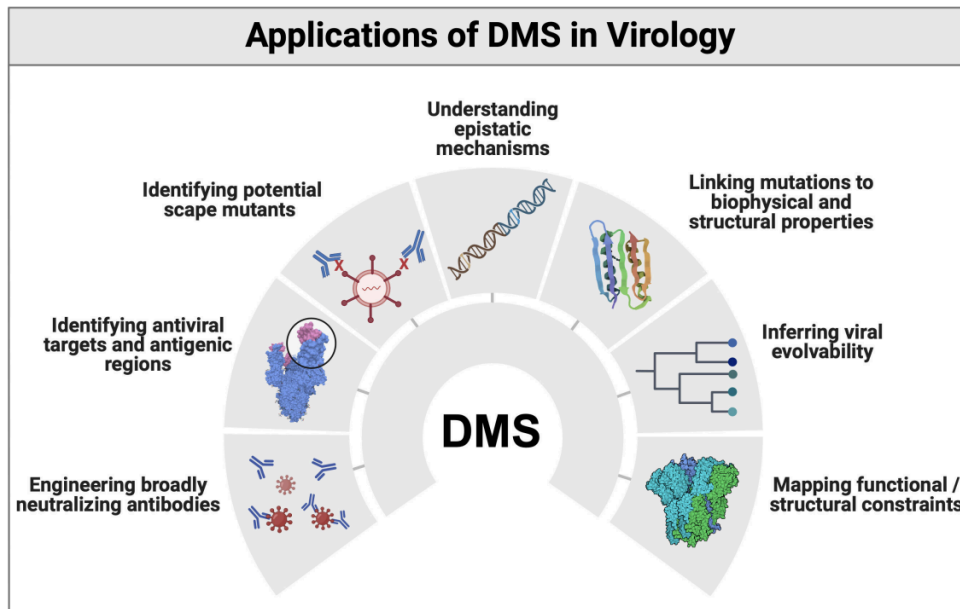 Applications of DMS in Virology
Understanding
epistatic
mechanisms
Identifying potential
scape mutants
Linking mutations to
biophysical and
structural properties
Identifying antiviral
targets and antigenic
regions
Inferring viral
evolvability
DMS
Engineering broadly
neutralizing antibodies
Mapping functional /
structural constraints
X
X